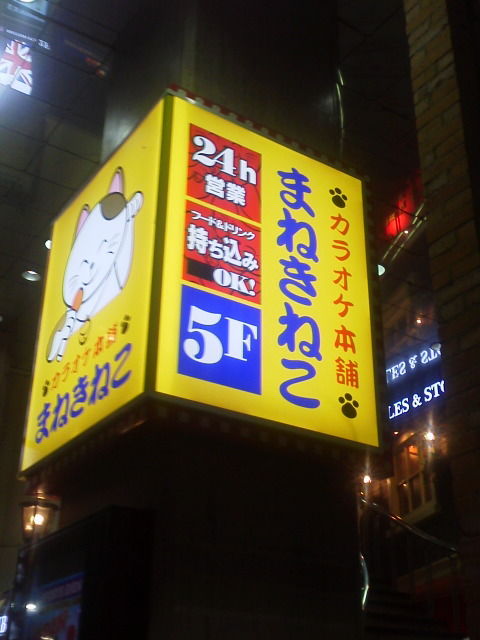 カラオケ本舗
まねきねこ
24h
営業
フード&ドリンク
持ち込み
OK!
5F
カラオケ本舗
まねきねこ
LES & STO